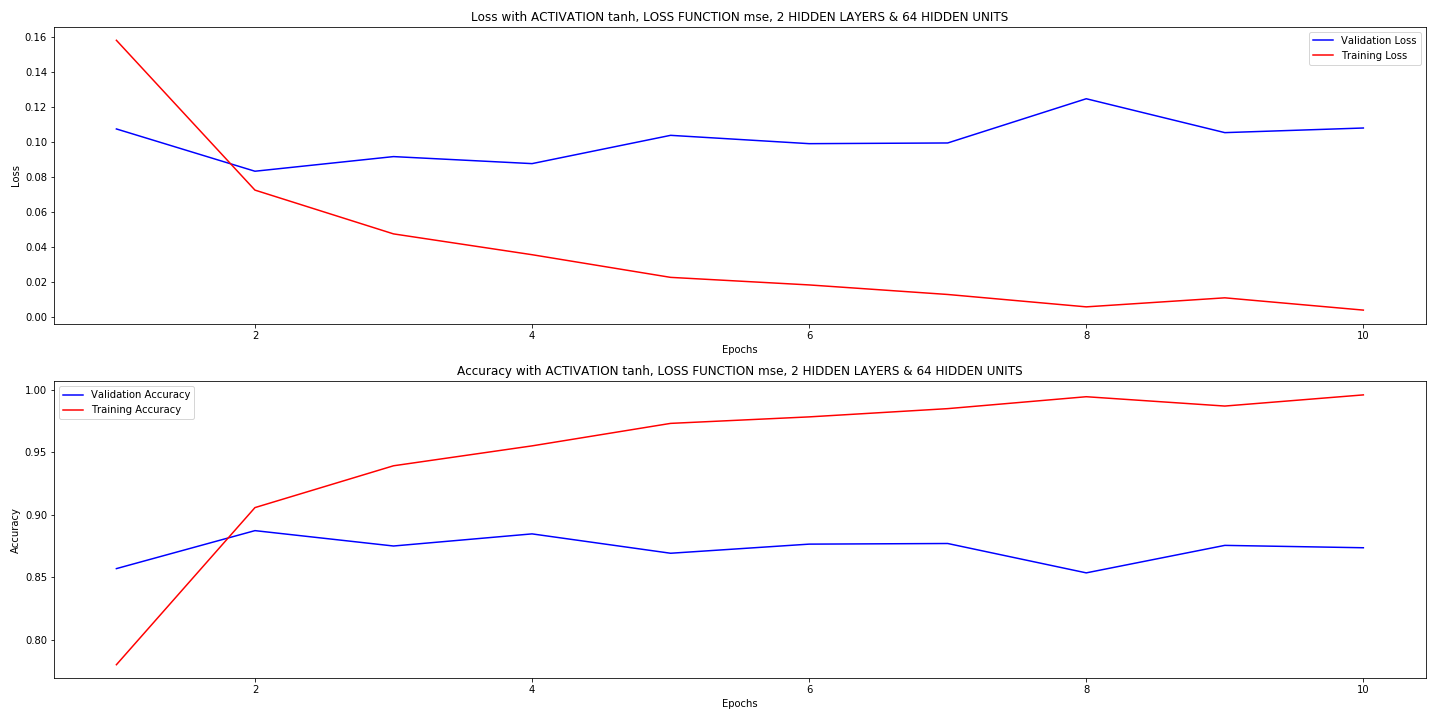 Loss with ACTIVATION tanh, LOSS FUNCTION mse, 2 HIDDEN LAYERS & 64 HIDDEN UNITS
Validation Loss
Training Loss
0.16
0.14
0.12
0.10
0.08
0.06
0.04
0.02
0.00
Loss
2 4 6 8 10
Epochs
Accuracy with ACTIVATION tanh, LOSS FUNCTION mse, 2 HIDDEN LAYERS & 64 HIDDEN UNITS
Validation Accuracy
Training Accuracy
1.00
0.95
0.90
0.85
0.80
Accuracy
2 4 6 8 10
Epochs